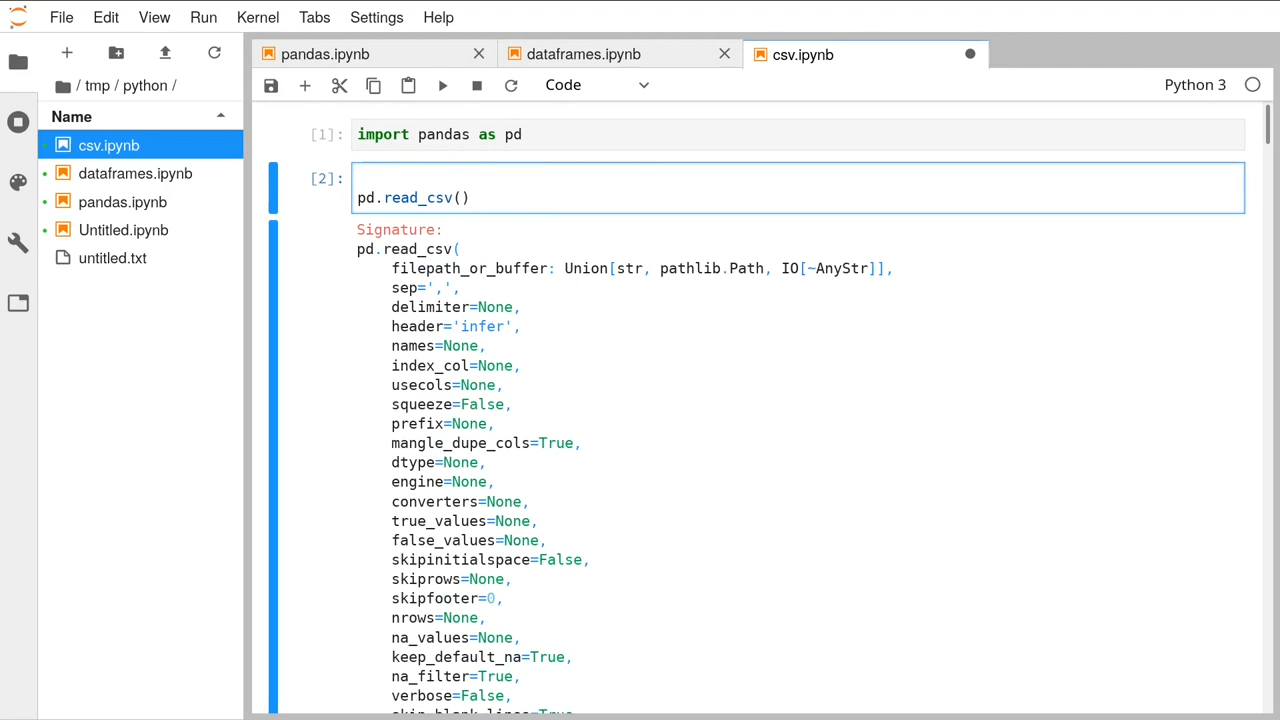 File Edit View Run Kernel Tabs Settings Help
pandas.ipynb
dataframes.ipynb
csv.ipynb
/ tmp / python /
Code
Python 3
Name
csv.ipynb
dataframes.ipynb
pandas.ipynb
Untitled.ipynb
untitled.txt
[1]: import pandas as pd
[2]:
pd.read_csv()
Signature:
pd.read_csv(
filepath_or_buffer: Union[str, pathlib.Path, IO[~AnyStr]],
sep=',',
delimiter=None,
header='infer',
names=None,
index_col=None,
usecols=None,
squeeze=False,
prefix=None,
mangle_dupe_cols=True,
dtype=None,
engine=None,
converters=None,
true_values=None,
false_values=None,
skipinitialspace=False,
skiprows=None,
skipfooter=0,
nrows=None,
na_values=None,
keep_default_na=True,
na_filter=True,
verbose=False,
skip_blank_lines=True